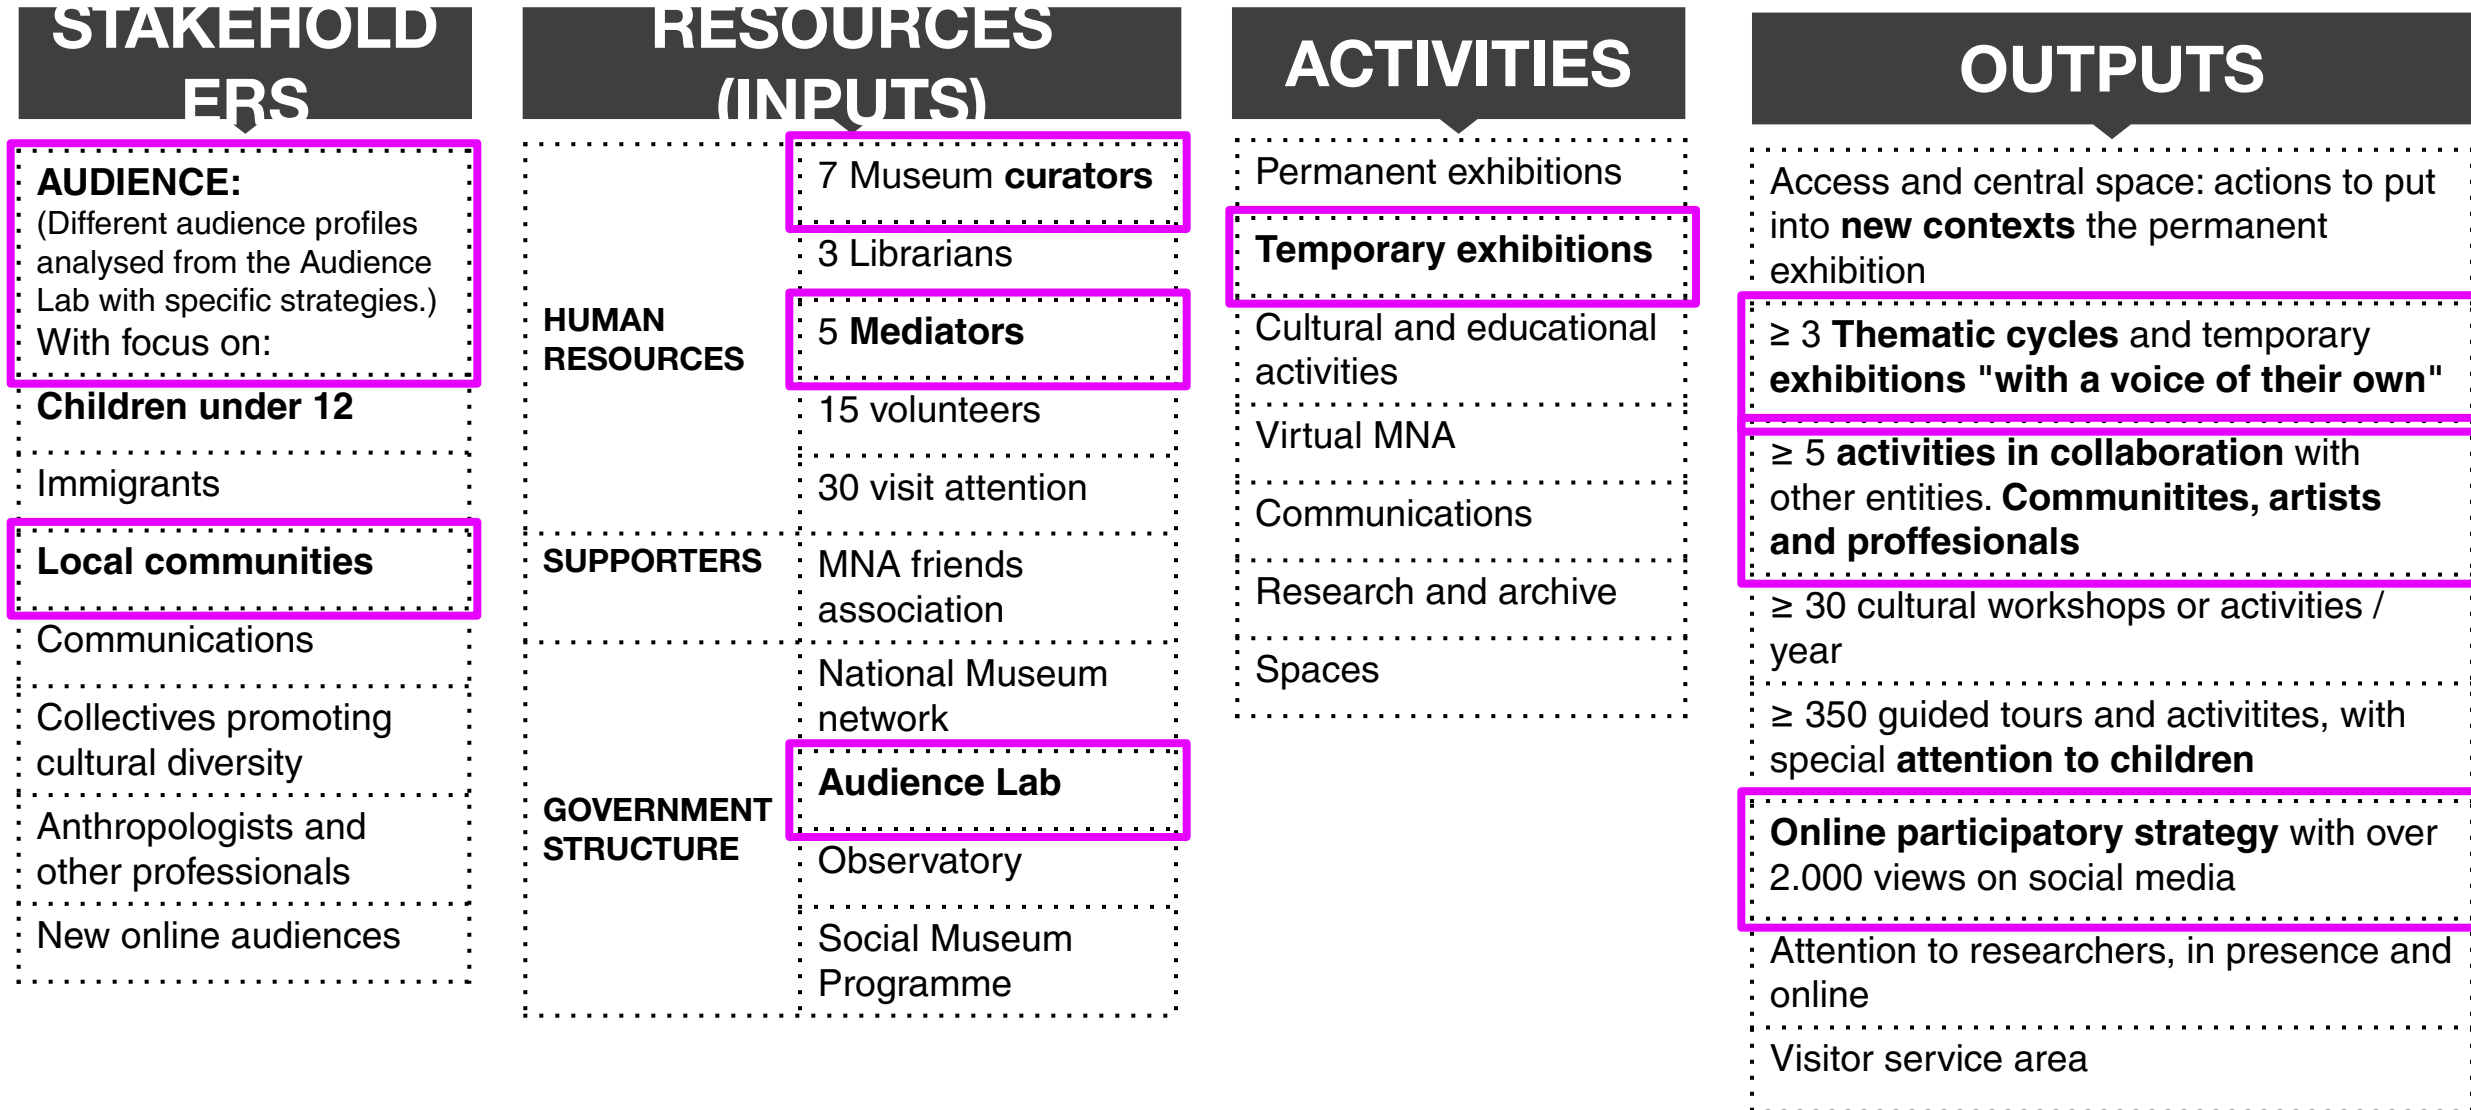 STAKEHOLD
ERS
AUDIENCE:
(Different audience profiles
analysed from the Audience
Lab with specific strategies.)
With focus on:
Children under 12
Immigrants
Local communities
Communications
Collectives promoting
cultural diversity
Anthropologists and
other professionals
New online audiences
RESOURCES
(INPUTS)
HUMAN
RESOURCES
7 Museum curators
3 Librarians
5 Mediators
15 volunteers
30 visit attention
SUPPORTERS
MNA friends
association
GOVERNMENT
STRUCTURE
National Museum
network
Audience Lab
Observatory
Social Museum
Programme
ACTIVITIES
Permanent exhibitions
Temporary exhibitions
Cultural and educational
activities
Virtual MNA
Communications
Research and archive
Spaces
OUTPUTS
Access and central space: actions to put
into new contexts the permanent
exhibition
≥ 3 Thematic cycles and temporary
exhibitions "with a voice of their own"
≥ 5 activities in collaboration with
other entities. Communitites, artists
and proffesionals
≥ 30 cultural workshops or activities /
year
≥ 350 guided tours and activitites, with
special attention to children
Online participatory strategy with over
2.000 views on social media
Attention to researchers, in presence and
online
Visitor service area